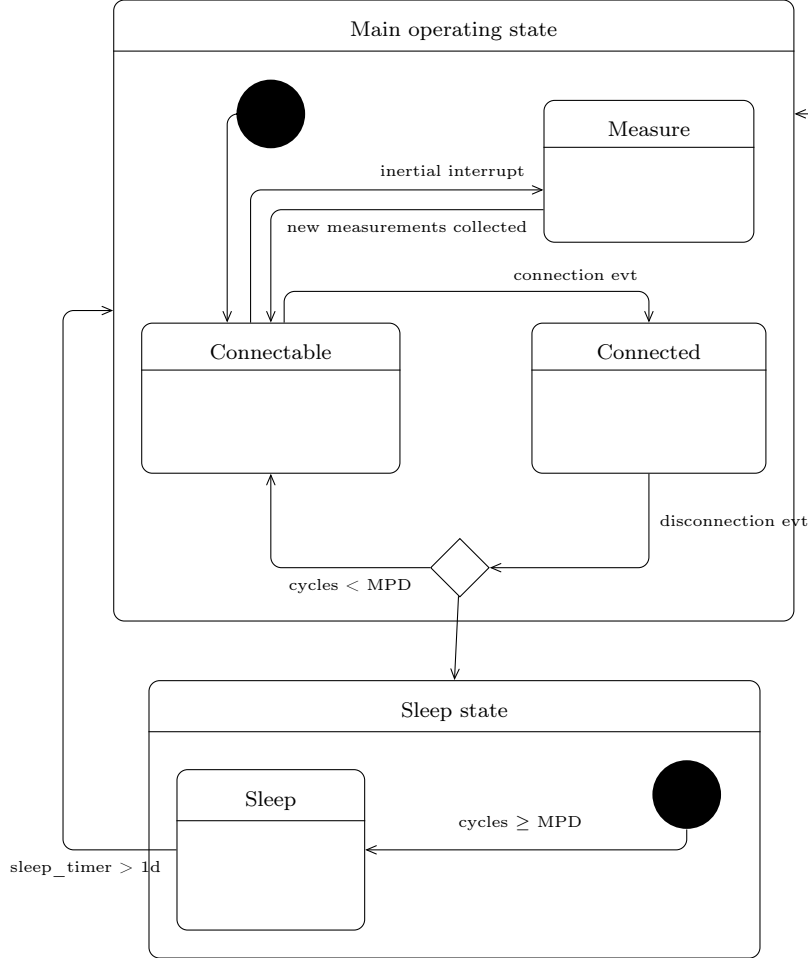 Main operating state
Measure
inertial interrupt
new measurements collected
connection evt
Connectable
Connected
disconnection evt
cycles < MPD
Sleep state
Sleep
cycles ≥ MPD
sleep_timer > 1d